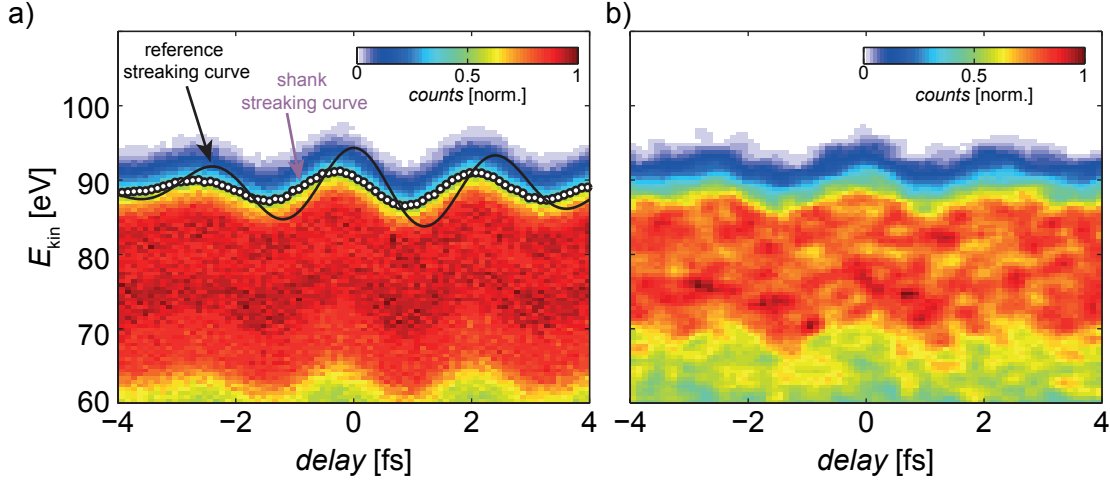 a)
reference
streaking curve
shank
streaking curve
0 0.5 1
counts [norm.]
100
90
80
70
60
E_kin [eV]
−4 −2 0 2 4
delay [fs]
b)
0 0.5 1
counts [norm.]
−4 −2 0 2 4
delay [fs]